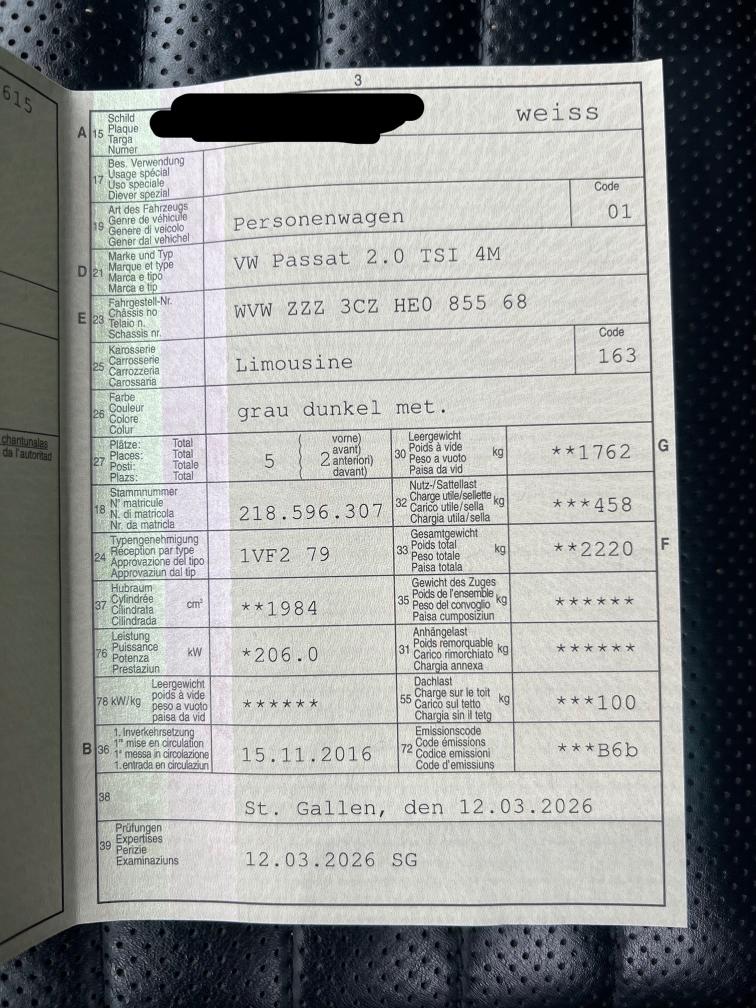 615
chantunales
da l'autoritad
3
A 15 Schild
Plaque
Targa
Numer
weiss
17 Bes. Verwendung
Usage spécial
Uso speciale
Diever spezial
19 Art des Fahrzeugs
Genre de véhicule
Genere di veicolo
Gener dal vehichel
Personenwagen
Code
01
D 21 Marke und Typ
Marque et type
Marca e tipo
Marca e tip
VW Passat 2.0 TSI 4M
E 23 Fahrgestell-Nr.
Châssis no
Telaio n.
Schassis nr.
WVW ZZZ 3CZ HE0 855 68
25 Karosserie
Carrosserie
Carrozzeria
Carossaria
Limousine
Code
163
26 Farbe
Couleur
Colore
Colur
grau dunkel met.
27 Plätze: Total
Places: Total
Posti: Totale
Plazs: Total
5 ( 2 vorne)
avant)
anteriori)
davant)
30 Leergewicht
Poids à vide
Peso a vuoto
Paisa da vid
kg
**1762
G
18 Stammnummer
N° matricule
N. di matricola
Nr. da matricla
218.596.307
32 Nutz-/Sattellast
Charge utile/sellette
Carico utile/sella
Chargia utila/sella
kg
***458
24 Typengenehmigung
Réception par type
Approvazione del tipo
Approvaziun dal tip
1VF2 79
33 Gesamtgewicht
Poids total
Peso totale
Paisa totala
kg
**2220
F
37 Hubraum
Cylindrée
Cilindrata
Cilindrada
cm³
**1984
35 Gewicht des Zuges
Poids de l'ensemble
Peso del convoglio
Paisa cumposiziun
kg
******
76 Leistung
Puissance
Potenza
Prestaziun
kW
*206.0
31 Anhängelast
Poids remorquable
Carico rimorchiato
Chargia annexa
kg
******
78 kW/kg Leergewicht
poids à vide
peso a vuoto
paisa da vid
******
55 Dachlast
Charge sur le toit
Carico sul tetto
Chargia sin il tetg
kg
***100
B 36 1. Inverkehrsetzung
1re mise en circulation
1a messa in circolazione
1. entrada en circulaziun
15.11.2016
72 Emissionscode
Code émissions
Codice emissioni
Code d'emissiuns
***B6b
38
St. Gallen, den 12.03.2026
39 Prüfungen
Expertises
Perizie
Examinaziuns
12.03.2026 SG